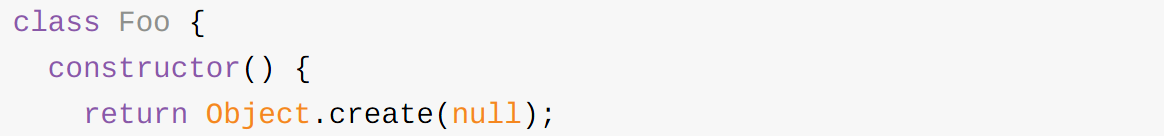 class Foo {
  constructor() {
    return Object.create(null);